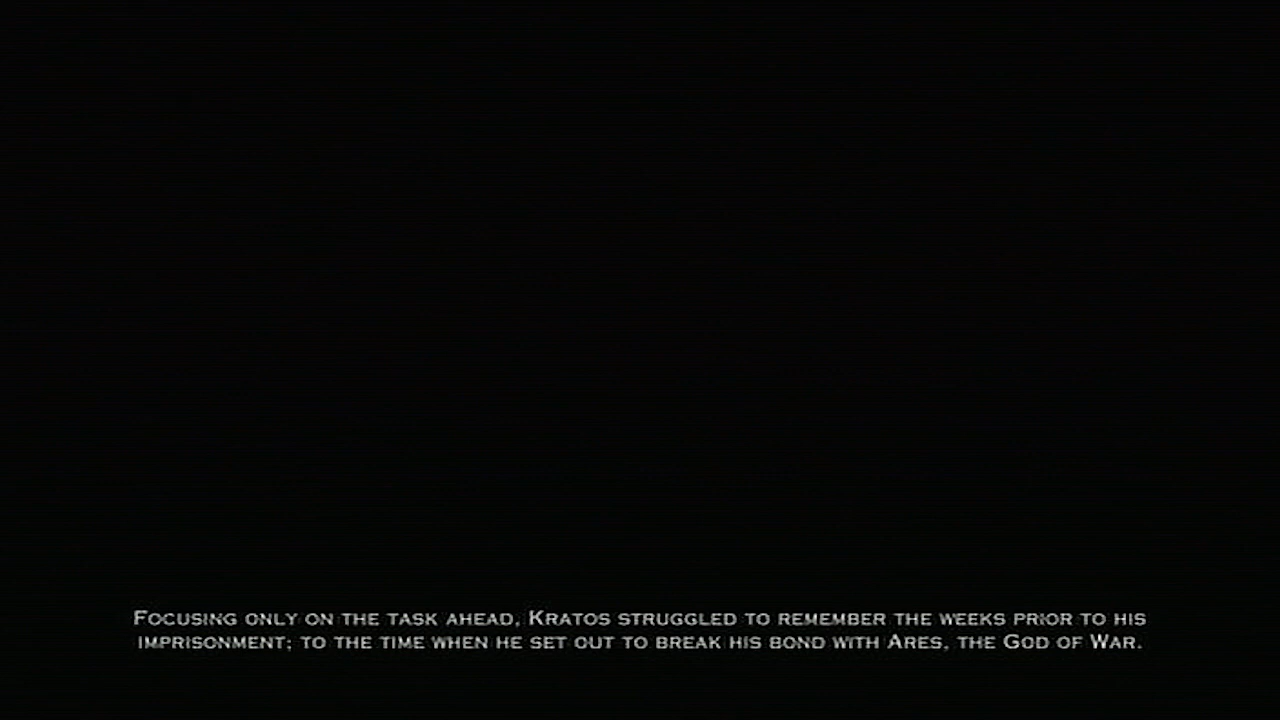 Focusing only on the task ahead, Kratos struggled to remember the weeks prior to his
imprisonment; to the time when he set out to break his bond with Ares, the God of War.